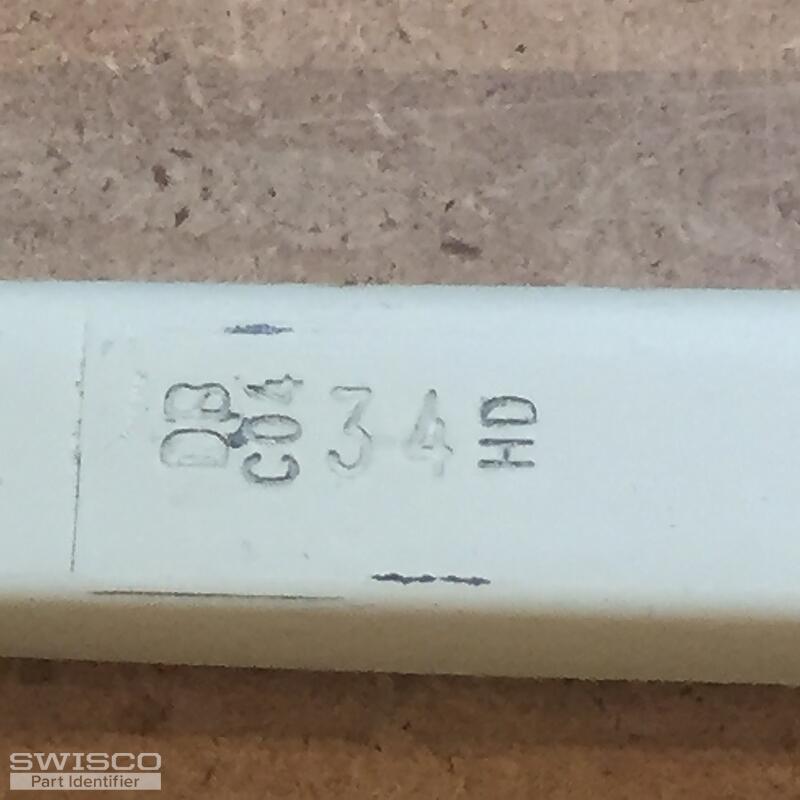 DB
C04
34
HD
SWISCO
Part Identifier